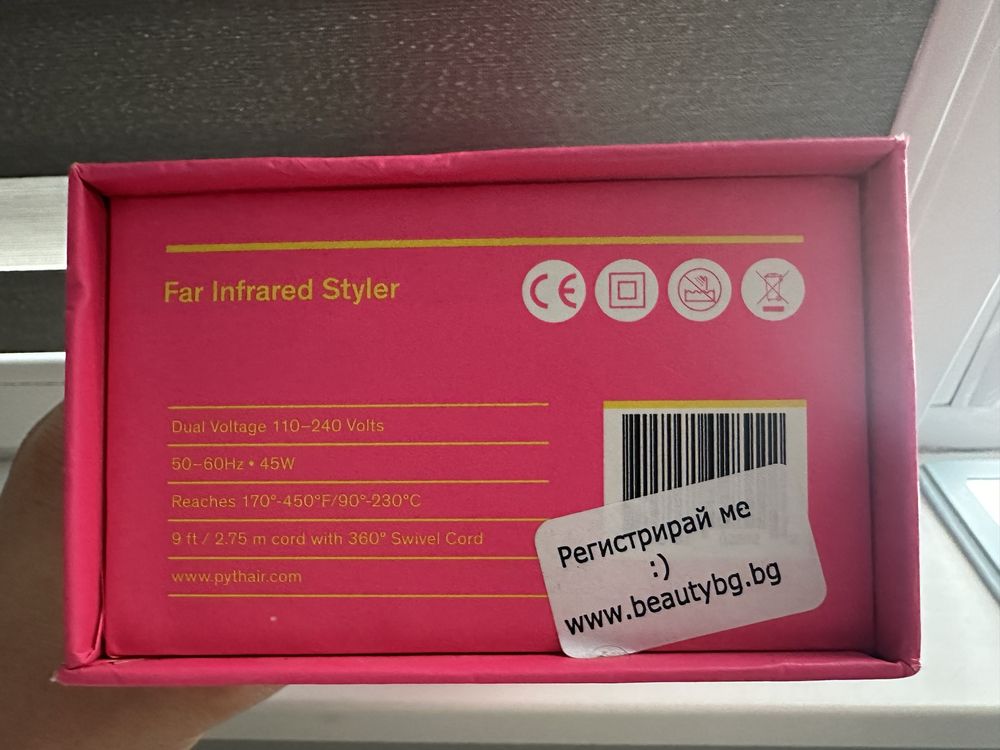 Far Infrared Styler
CE
Dual Voltage 110–240 Volts
50–60Hz • 45W
Reaches 170°-450°F/90°-230°C
9 ft / 2.75 m cord with 360° Swivel Cord
www.pythair.com
Регистрирай ме
:)
www.beautybg.bg